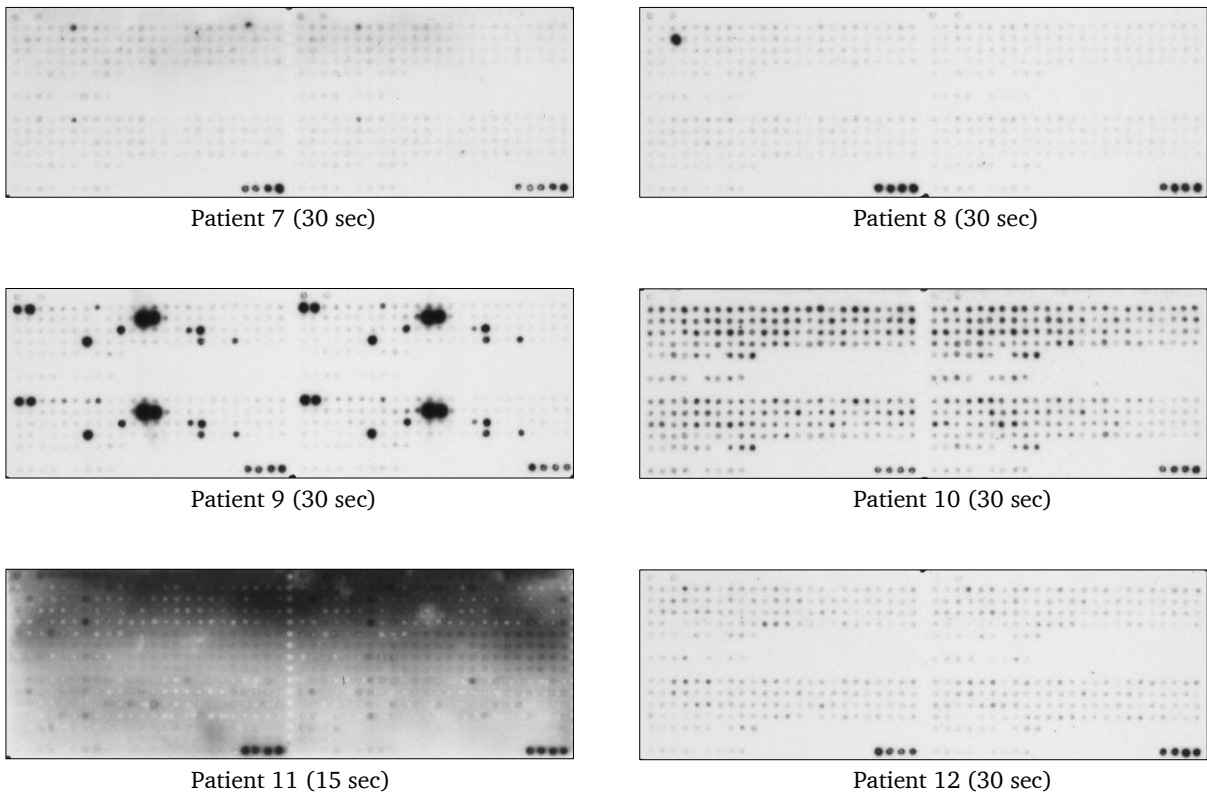 Patient 7 (30 sec)
Patient 8 (30 sec)
Patient 9 (30 sec)
Patient 10 (30 sec)
Patient 11 (15 sec)
Patient 12 (30 sec)